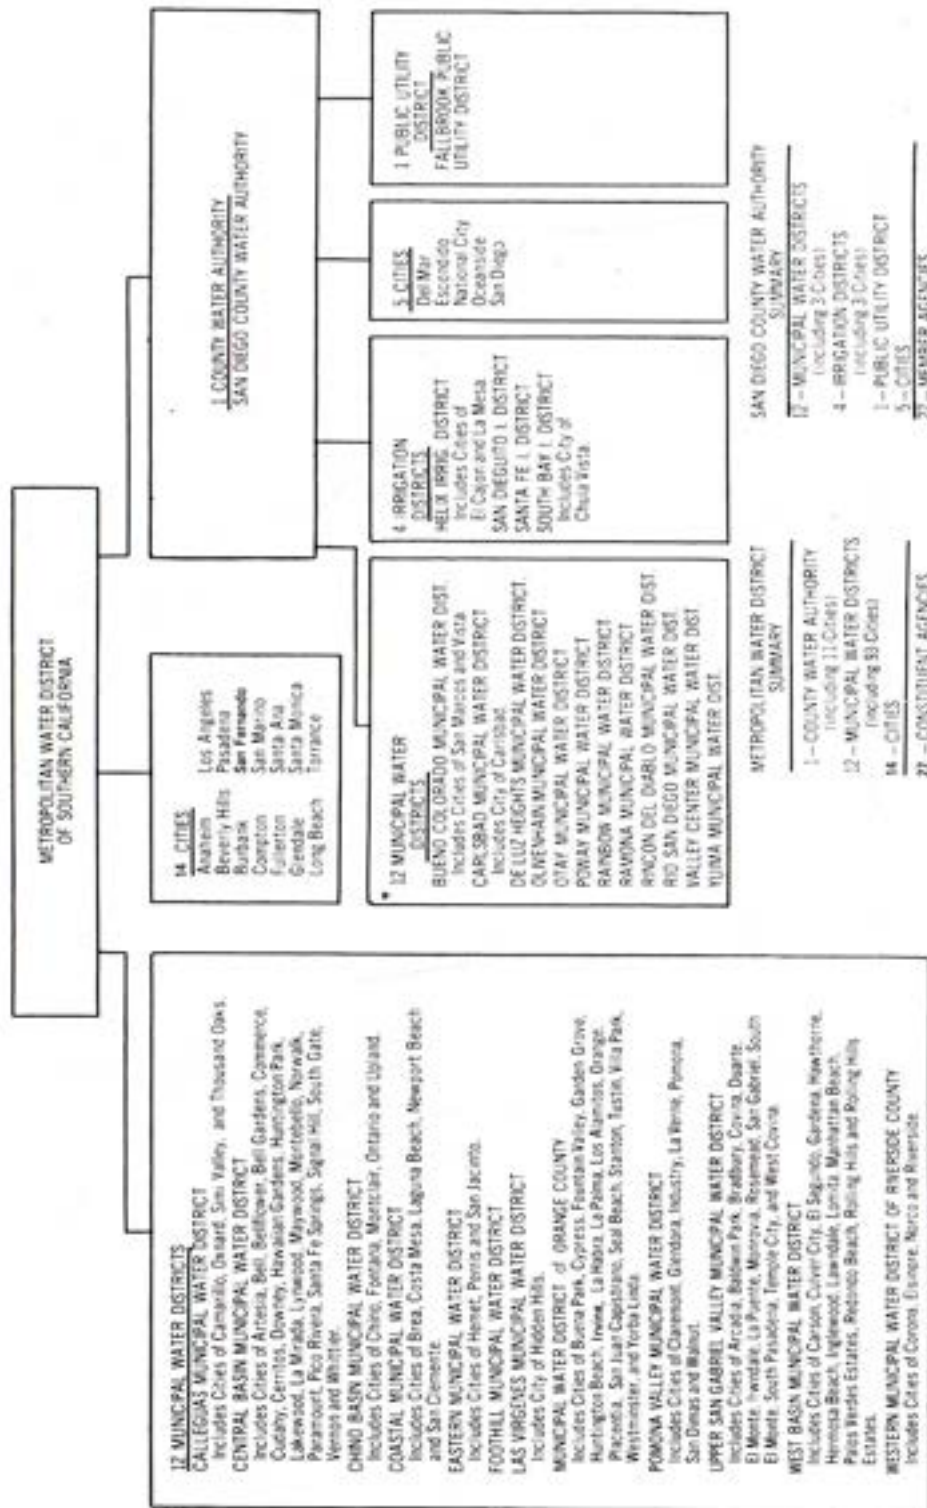 METROPOLITAN WATER DISTRICT
OF SOUTHERN CALIFORNIA
12 MUNICIPAL WATER DISTRICTS
CALLEGUAS MUNICIPAL WATER DISTRICT
Includes Cities of Camarillo, Oxnard, Simi Valley, and Thousand Oaks.
CENTRAL BASIN MUNICIPAL WATER DISTRICT
Includes Cities of Artesia, Bell, Bellflower, Bell Gardens, Commerce,
Cudahy, Cerritos, Downey, Hawaiian Gardens, Huntington Park,
Lakewood, La Mirada, Lynwood, Maywood, Montebello, Norwalk,
Paramount, Pico Rivera, Santa Fe Springs, Signal Hill, South Gate,
Vernon and Whittier.
CHINO BASIN MUNICIPAL WATER DISTRICT
Includes Cities of Chino, Fontana, Montclair, Ontario and Upland.
COASTAL MUNICIPAL WATER DISTRICT
Includes Cities of Brea, Costa Mesa, Laguna Beach, Newport Beach
and San Clemente.
EASTERN MUNICIPAL WATER DISTRICT
Includes Cities of Hemet, Perris and San Jacinto.
FOOTHILL MUNICIPAL WATER DISTRICT
LAS VIRGENES MUNICIPAL WATER DISTRICT
Includes City of Hidden Hills.
MUNICIPAL WATER DISTRICT OF ORANGE COUNTY
Includes Cities of Buena Park, Cypress, Fountain Valley, Garden Grove,
Huntington Beach, Irvine, La Habra, La Palma, Los Alamitos, Orange,
Placentia, San Juan Capistrano, Seal Beach, Stanton, Tustin, Villa Park,
Westminster, and Yorba Linda.
POMONA VALLEY MUNICIPAL WATER DISTRICT
Includes Cities of Claremont, Glendora, Industry, La Verne, Pomona,
San Dimas and Walnut.
UPPER SAN GABRIEL VALLEY MUNICIPAL WATER DISTRICT
Includes Cities of Arcadia, Baldwin Park, Bradbury, Covina, Duarte,
El Monte, Irwindale, La Puente, Monrovia, Rosemead, San Gabriel, South
El Monte, South Pasadena, Temple City, and West Covina.
WEST BASIN MUNICIPAL WATER DISTRICT
Includes Cities of Carson, Culver City, El Segundo, Gardena, Hawthorne,
Hermosa Beach, Inglewood, Lawndale, Lomita, Manhattan Beach,
Palos Verdes Estates, Redondo Beach, Rolling Hills and Rolling Hills
Estates.
WESTERN MUNICIPAL WATER DISTRICT OF RIVERSIDE COUNTY
Includes Cities of Corona, Elsinore, Norco and Riverside.
14 CITIES
Anaheim Los Angeles
Beverly Hills Pasadena
Burbank San Fernando
Compton San Marino
Fullerton Santa Ana
Glendale Santa Monica
Long Beach Torrance
1 COUNTY WATER AUTHORITY
SAN DIEGO COUNTY WATER AUTHORITY
* 12 MUNICIPAL WATER
DISTRICTS
BUENO COLORADO MUNICIPAL WATER DIST.
Includes Cities of San Marcos and Vista
CARLSBAD MUNICIPAL WATER DISTRICT
Includes City of Carlsbad.
DE LUZ HEIGHTS MUNICIPAL WATER DISTRICT.
OLIVENHAIN MUNICIPAL WATER DISTRICT
OTAY MUNICIPAL WATER DISTRICT
POWAY MUNICIPAL WATER DISTRICT
RAINBOW MUNICIPAL WATER DISTRICT
RAMONA MUNICIPAL WATER DISTRICT
RINCON DEL DIABLO MUNICIPAL WATER DIST
RIO SAN DIEGO MUNICIPAL WATER DIST.
VALLEY CENTER MUNICIPAL WATER DIST.
YUIMA MUNICIPAL WATER DIST.
4 IRRIGATION
DISTRICTS
HELIX IRRIG. DISTRICT
Includes Cities of
El Cajon and La Mesa
SAN DIEGUITO I. DISTRICT
SANTA FE I. DISTRICT
SOUTH BAY I. DISTRICT
Includes City of
Chula Vista.
5 CITIES
Del Mar
Escondido
National City
Oceanside
San Diego
1 PUBLIC UTILITY
DISTRICT
FALLBROOK PUBLIC
UTILITY DISTRICT
METROPOLITAN WATER DISTRICT
SUMMARY
1 - COUNTY WATER AUTHORITY
(including 11 Cities)
12 - MUNICIPAL WATER DISTRICTS
(including 93 Cities)
14 - CITIES
27 - CONSTITUENT AGENCIES
SAN DIEGO COUNTY WATER AUTHORITY
SUMMARY
12 - MUNICIPAL WATER DISTRICTS
(including 3 Cities)
4 - IRRIGATION DISTRICTS
(including 3 Cities)
1 - PUBLIC UTILITY DISTRICT
5 - CITIES
22 - MEMBER AGENCIES